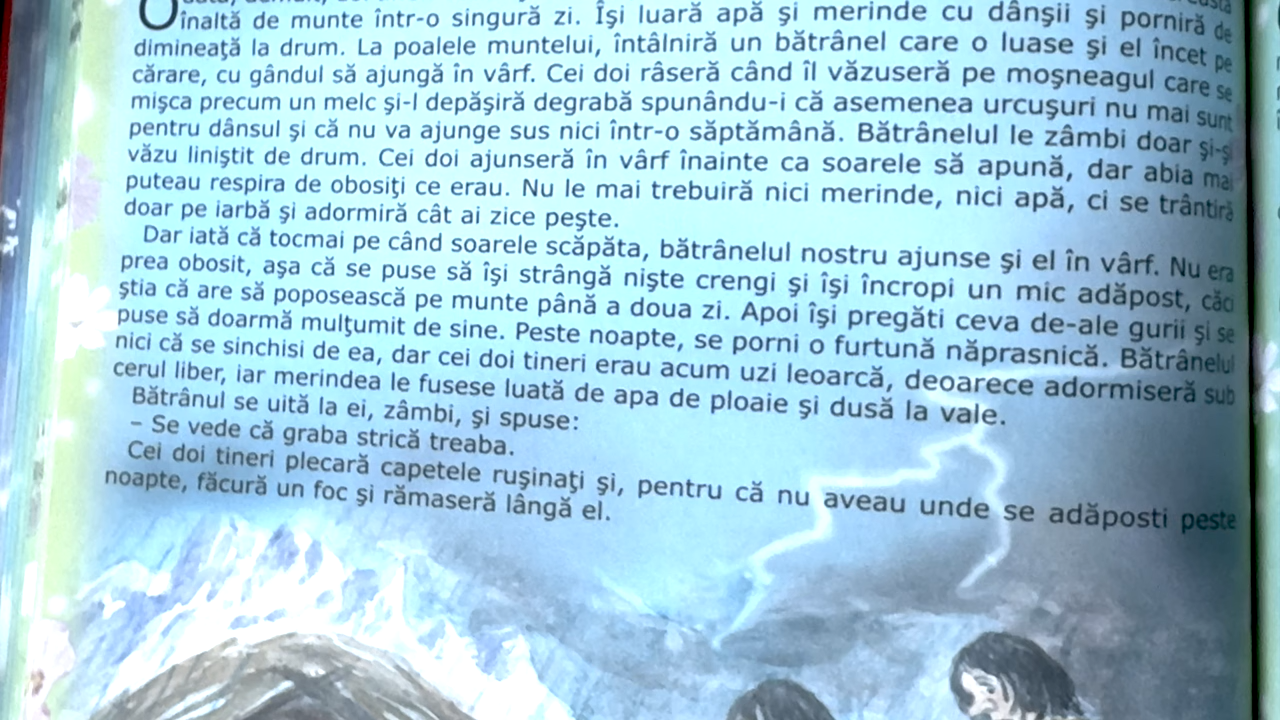 O
înaltă de munte într-o singură zi. Îşi luară apă şi merinde cu dânşii şi porniră de
dimineaţă la drum. La poalele muntelui, întâlniră un bătrânel care o luase şi el încet pe
cărare, cu gândul să ajungă în vârf. Cei doi râseră când îl văzuseră pe moşneagul care se
mişca precum un melc şi-l depăşiră degrabă spunându-i că asemenea urcuşuri nu mai sunt
pentru dânsul şi că nu va ajunge sus nici într-o săptămână. Bătrânelul le zâmbi doar şi-şi
văzu liniştit de drum. Cei doi ajunseră în vârf înainte ca soarele să apună, dar abia mai
puteau respira de obosiţi ce erau. Nu le mai trebuiră nici merinde, nici apă, ci se trântiră
doar pe iarbă şi adormiră cât ai zice peşte.
Dar iată că tocmai pe când soarele scăpăta, bătrânelul nostru ajunse şi el în vârf. Nu era
prea obosit, aşa că se puse să îşi strângă nişte crengi şi îşi încropi un mic adăpost, căci
ştia că are să poposească pe munte până a doua zi. Apoi îşi pregăti ceva de-ale gurii şi se
puse să doarmă mulţumit de sine. Peste noapte, se porni o furtună năprasnică. Bătrânelul
nici că se sinchisi de ea, dar cei doi tineri erau acum uzi leoarcă, deoarece adormiseră sub
cerul liber, iar merindea le fusese luată de apa de ploaie şi dusă la vale.
Bătrânul se uită la ei, zâmbi, şi spuse:
– Se vede că graba strică treaba.
Cei doi tineri plecară capetele ruşinaţi şi, pentru că nu aveau unde se adăposti peste
noapte, făcură un foc şi rămaseră lângă el.